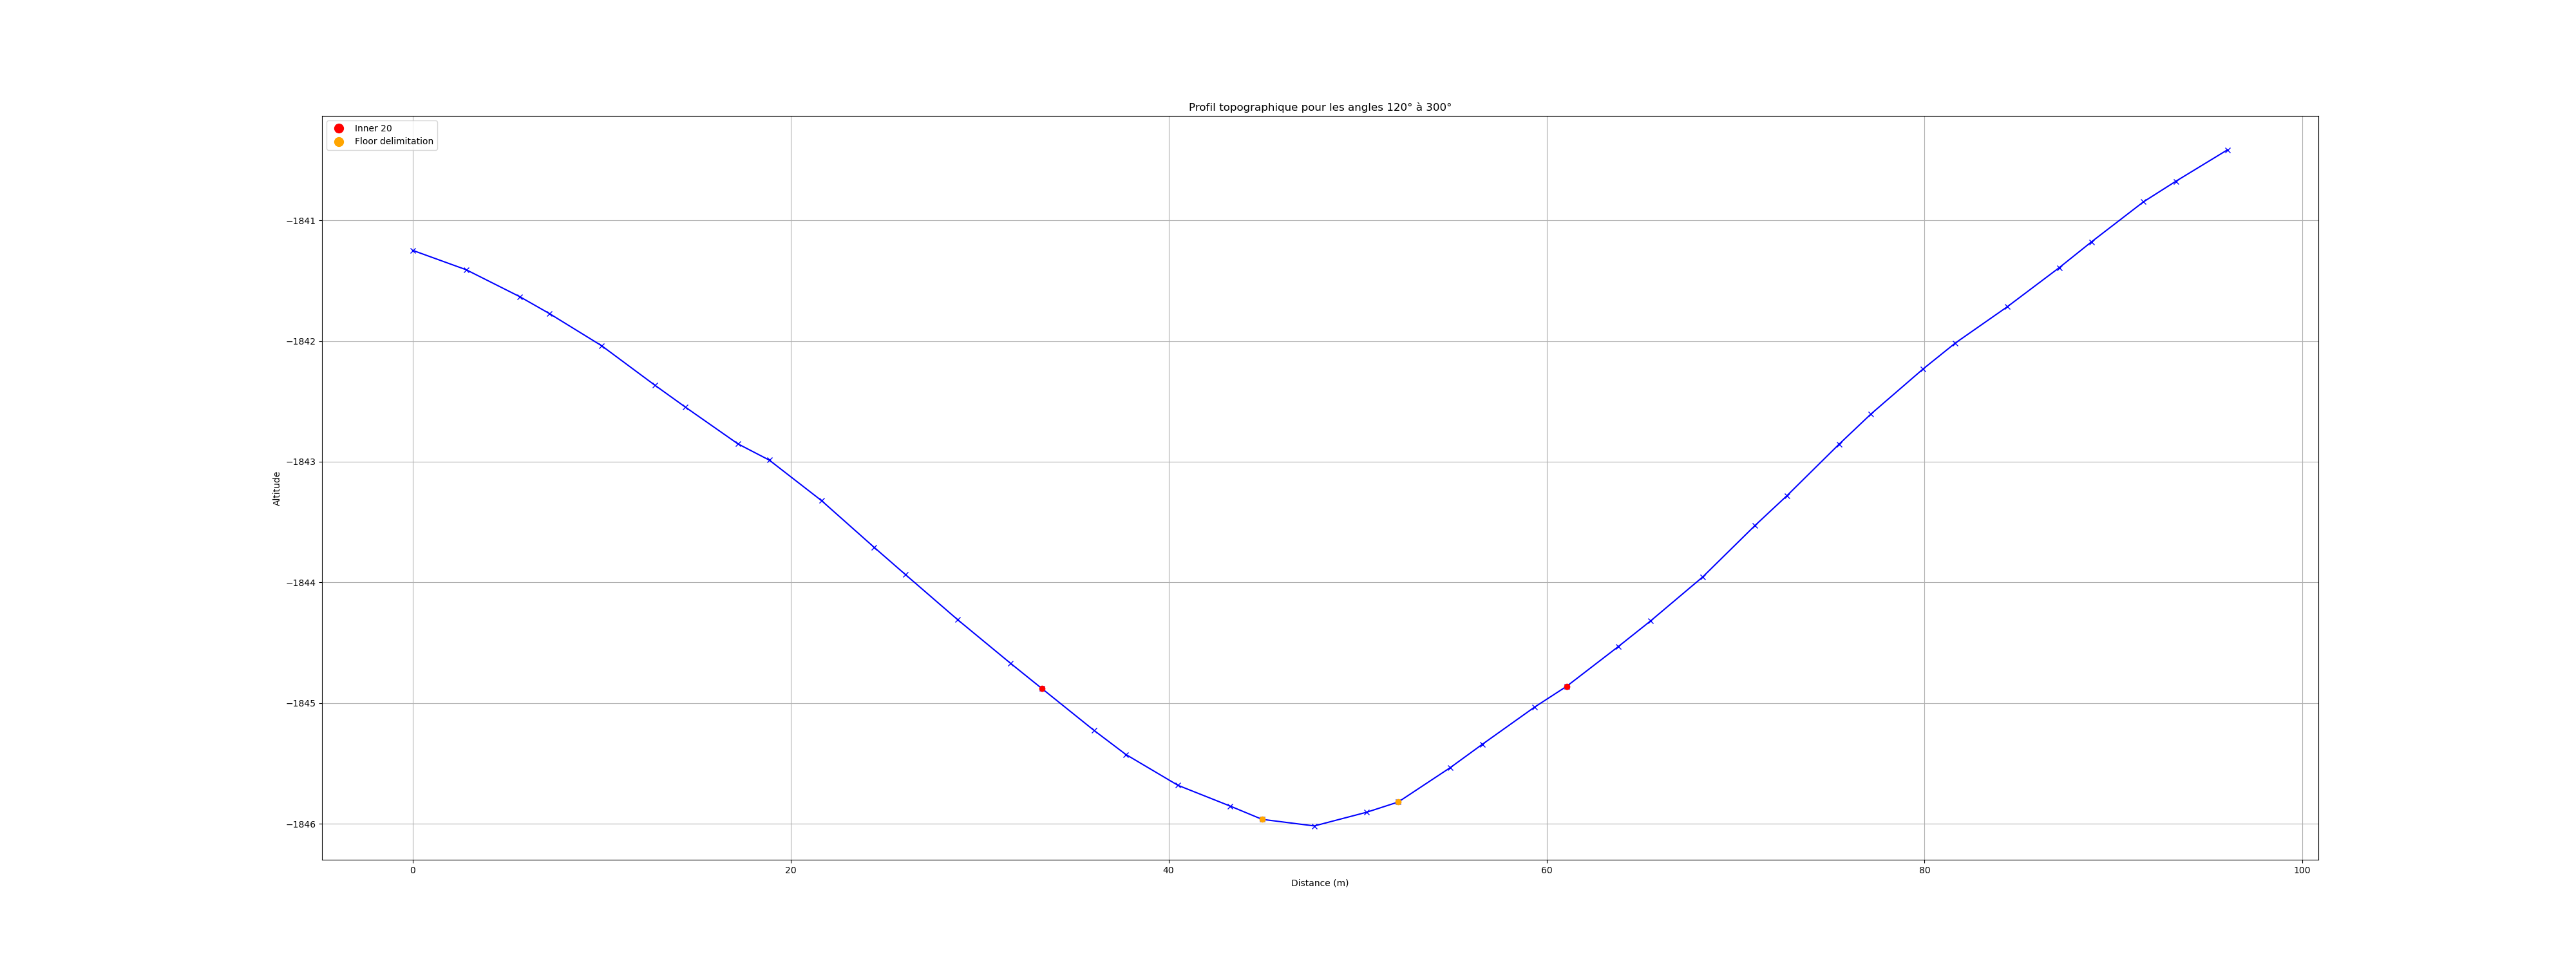 Profil topographique pour les angles 120° à 300°
Inner 20
Floor delimitation
−1841
−1842
−1843
−1844
−1845
−1846
Altitude
0 20 40 60 80 100
Distance (m)